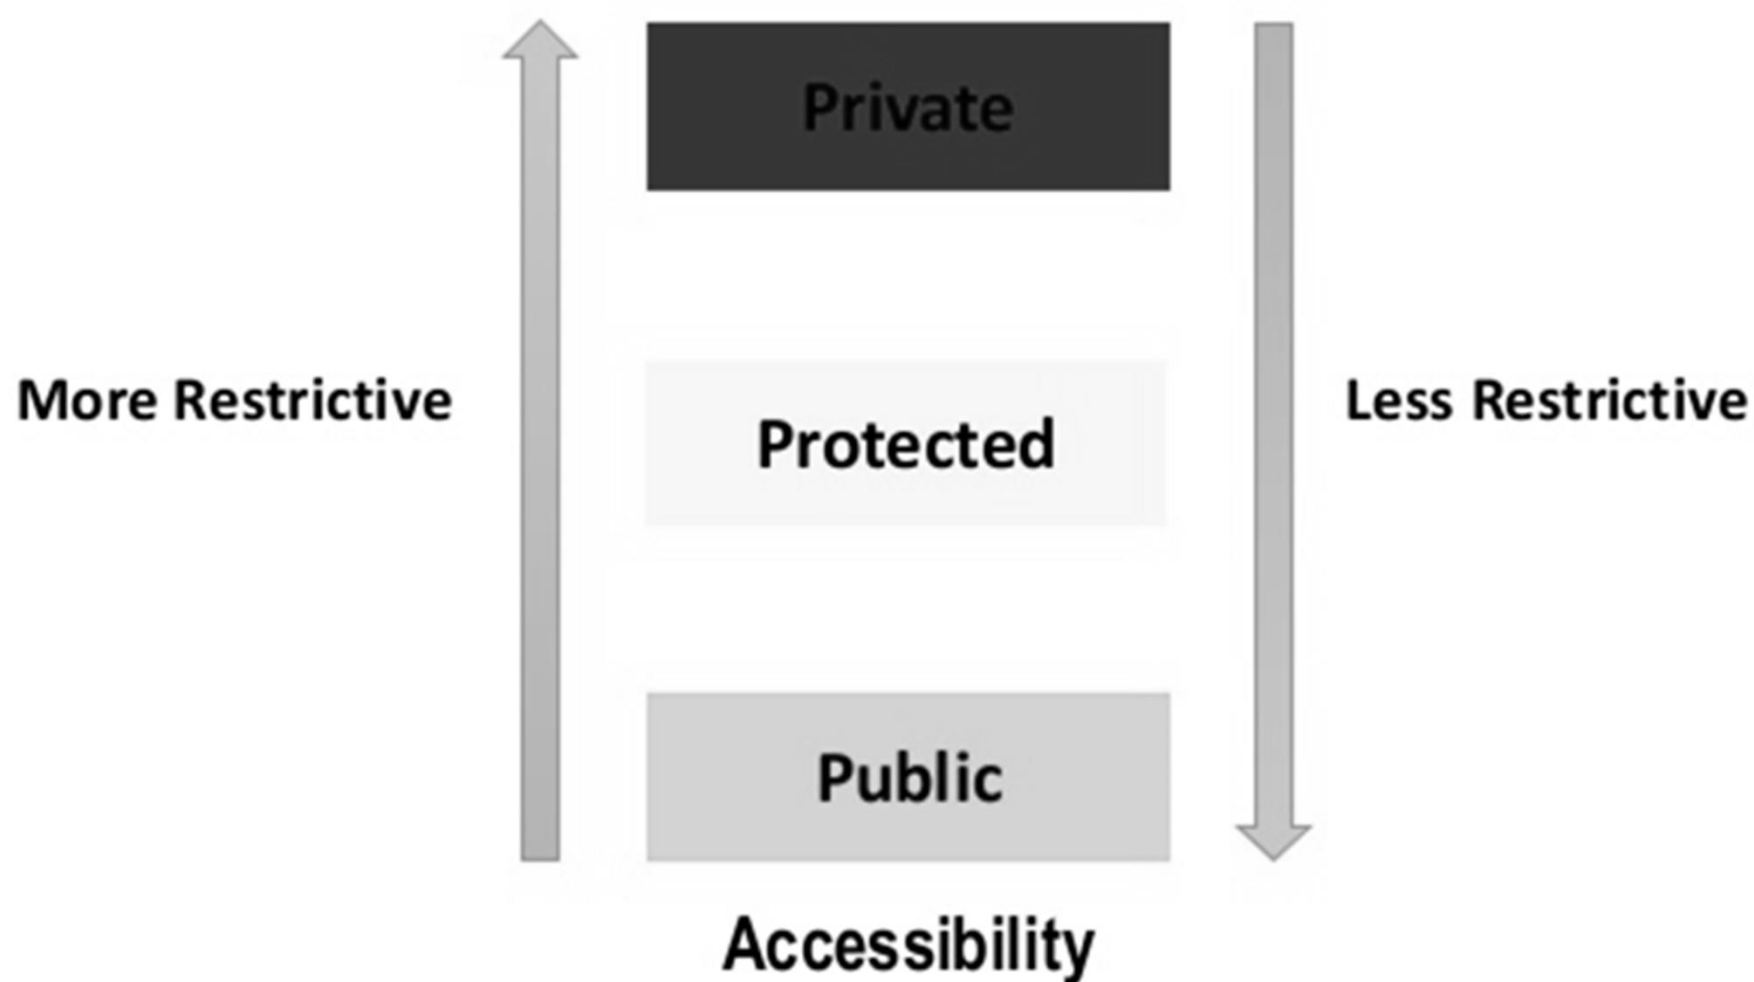 Private
More Restrictive
Less Restrictive
Protected
Public
Accessibility